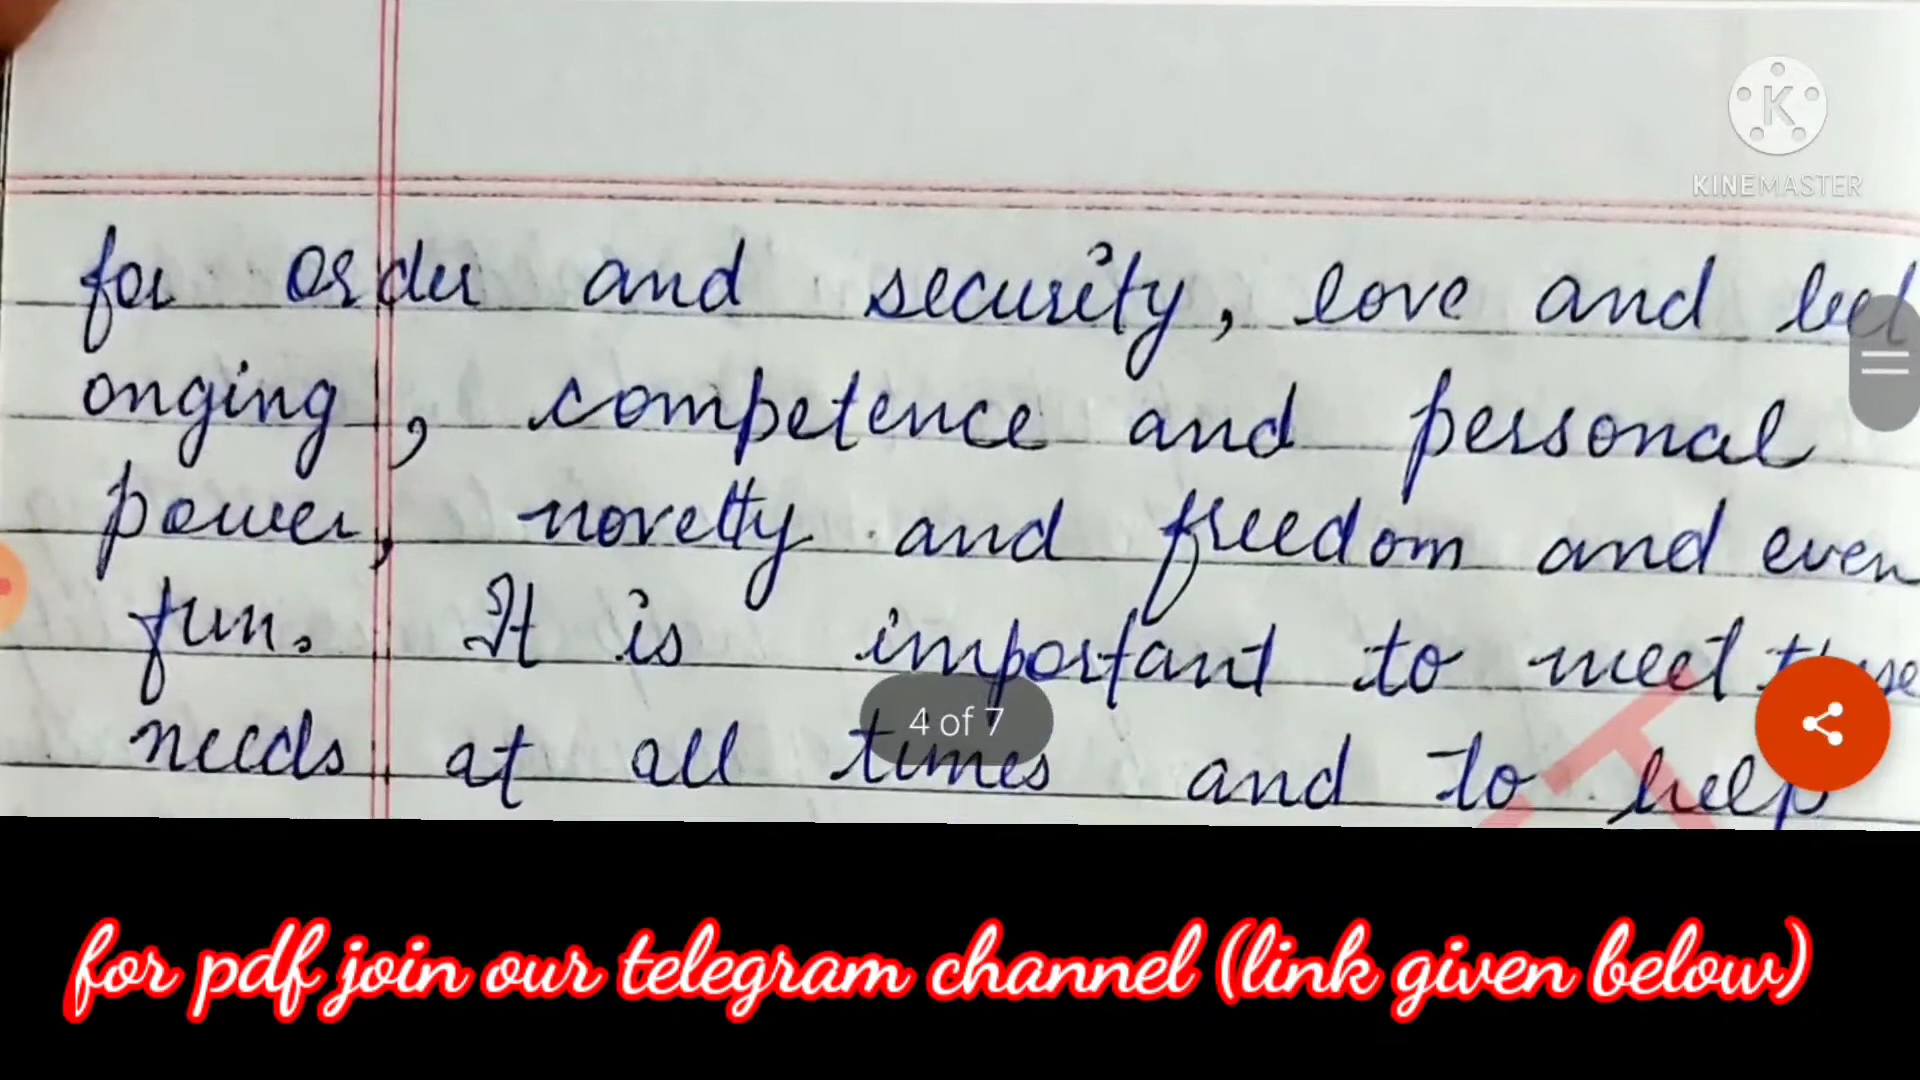 KINEMASTER
for order and security, love and bel
onging, competence and personal
power, novelty and freedom and even
fun. It is important to meet these
4 of 7
needs at all times and to help
for pdf join our telegram channel (link given below)